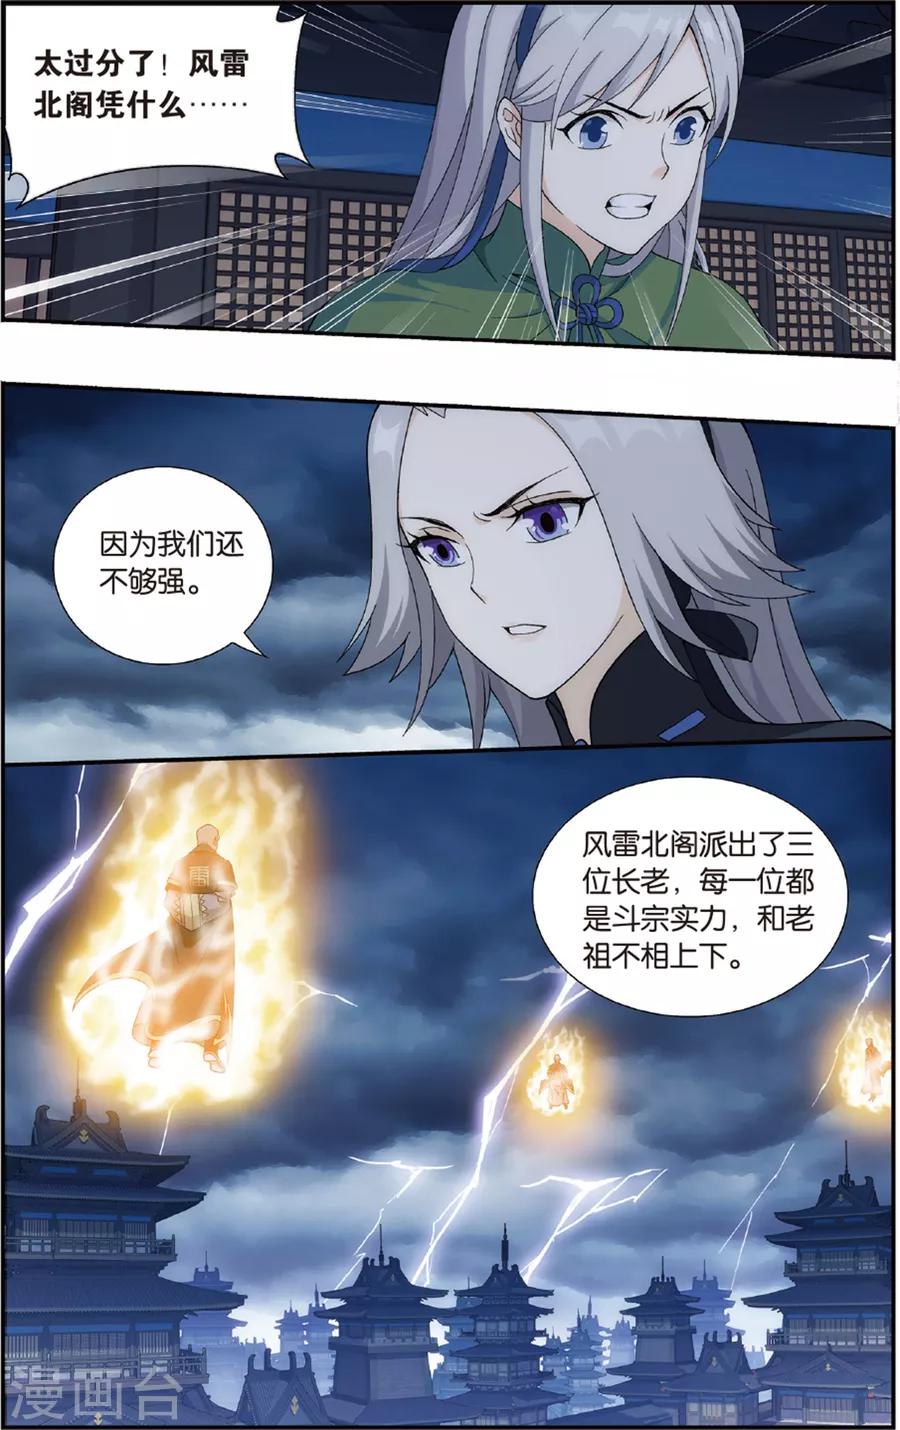 太过分了！风雷
北阁凭什么……
因为我们还
不够强。
雷
风雷北阁派出了三
位长老，每一位都
是斗宗实力，和老
祖不相上下。
漫画台